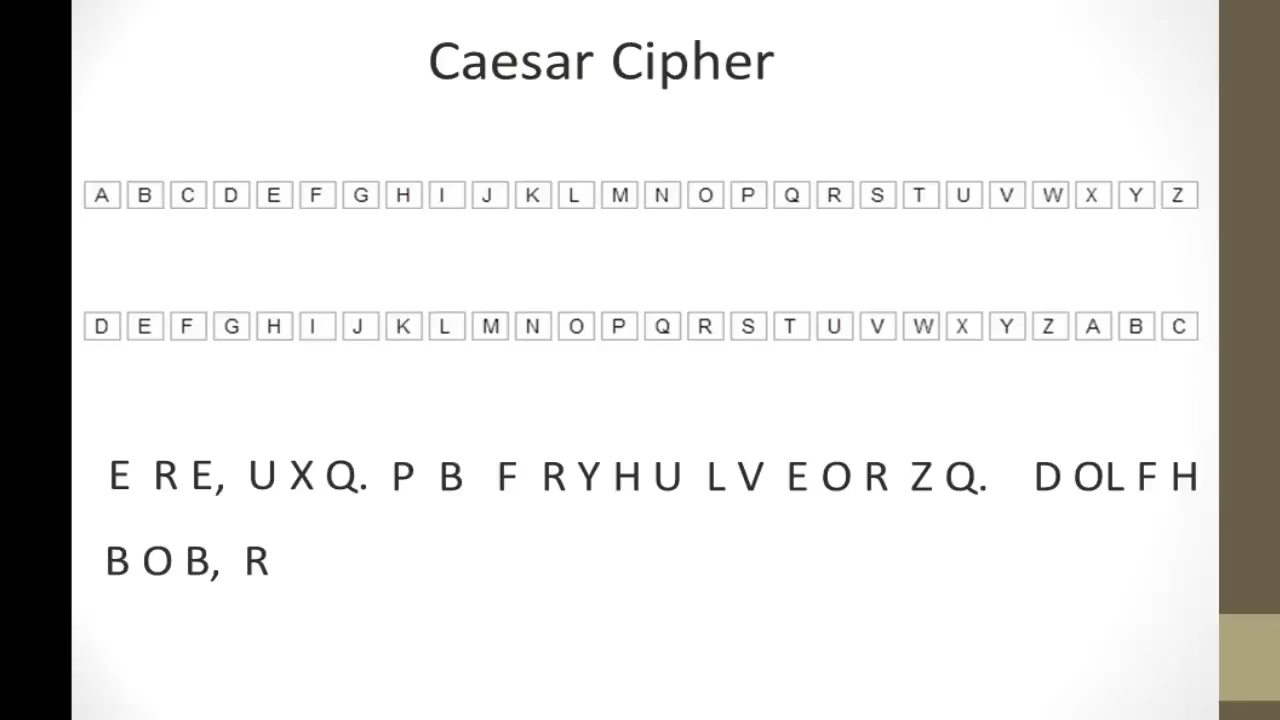 Caesar Cipher
A B C D E F G H I J K L M N O P Q R S T U V W X Y Z
D E F G H I J K L M N O P Q R S T U V W X Y Z A B C
E R E, U X Q. P B F R Y H U L V E O R Z Q. D O L F H
B O B, R